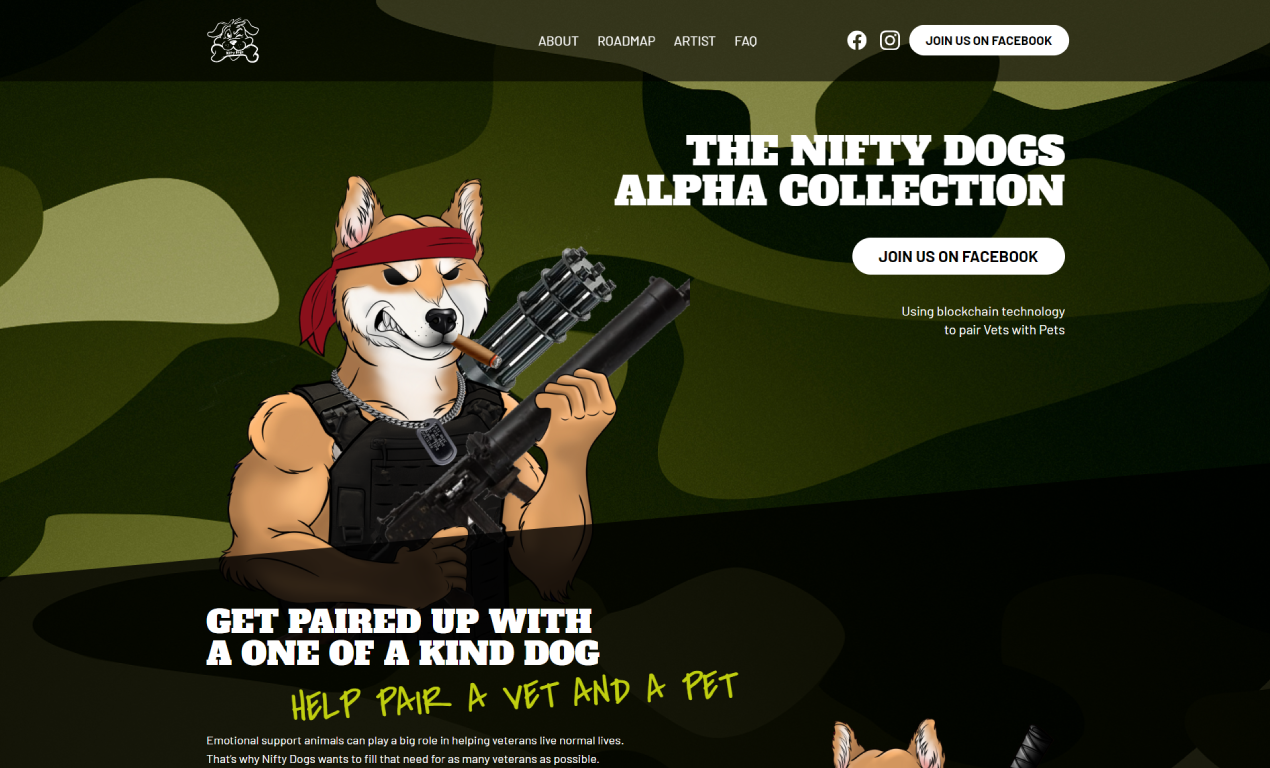 ABOUT
ROADMAP
ARTIST
FAQ
JOIN US ON FACEBOOK
THE NIFTY DOGS
ALPHA COLLECTION
JOIN US ON FACEBOOK
Using blockchain technology
to pair Vets with Pets
GET PAIRED UP WITH
A ONE OF A KIND DOG
HELP PAIR A VET AND A PET
Emotional support animals can play a big role in helping veterans live normal lives.
That's why Nifty Dogs wants to fill that need for as many veterans as possible.